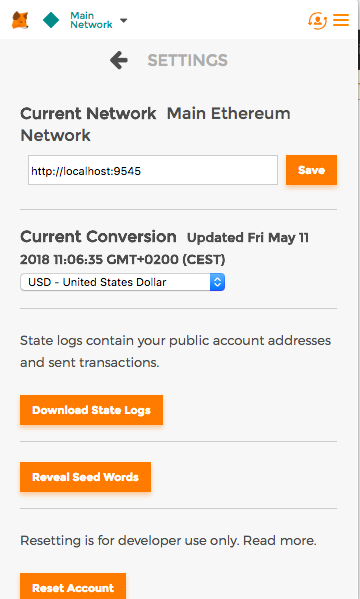 Main
Network
SETTINGS
Current Network Main Ethereum
Network
http://localhost:9545
Save
Current Conversion Updated Fri May 11
2018 11:06:35 GMT+0200 (CEST)
USD - United States Dollar
State logs contain your public account addresses
and sent transactions.
Download State Logs
Reveal Seed Words
Resetting is for developer use only. Read more.
Reset Account